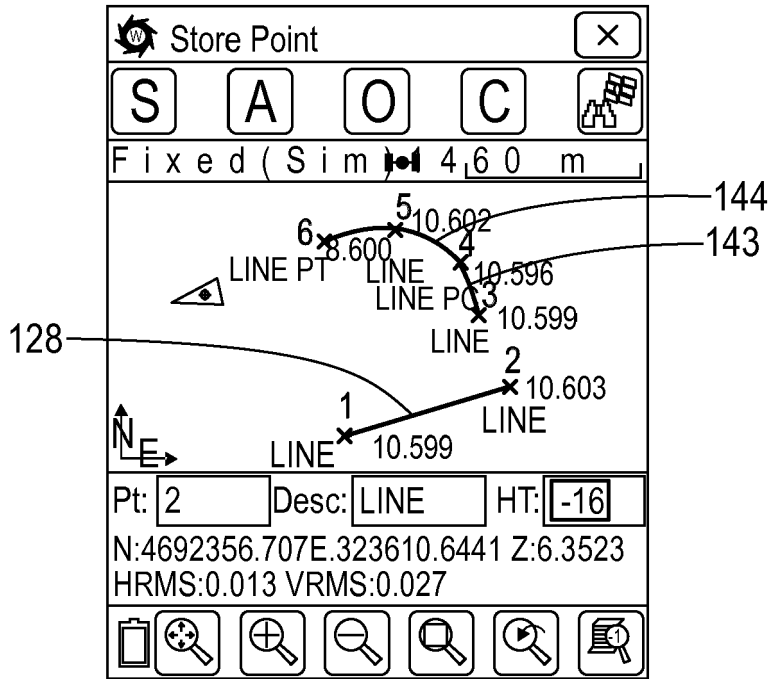 W Store Point
S A O C
Fixed(Sim) 460 m
144
143
128
5
10.602
6
8.600
4
LINE PT
LINE
10.596
LINE PC
3
10.599
LINE
2
10.603
1
LINE
N
E
LINE
10.599
Pt: 2 Desc: LINE HT: -16
N:4692356.707E.323610.6441 Z:6.3523
HRMS:0.013 VRMS:0.027
-1